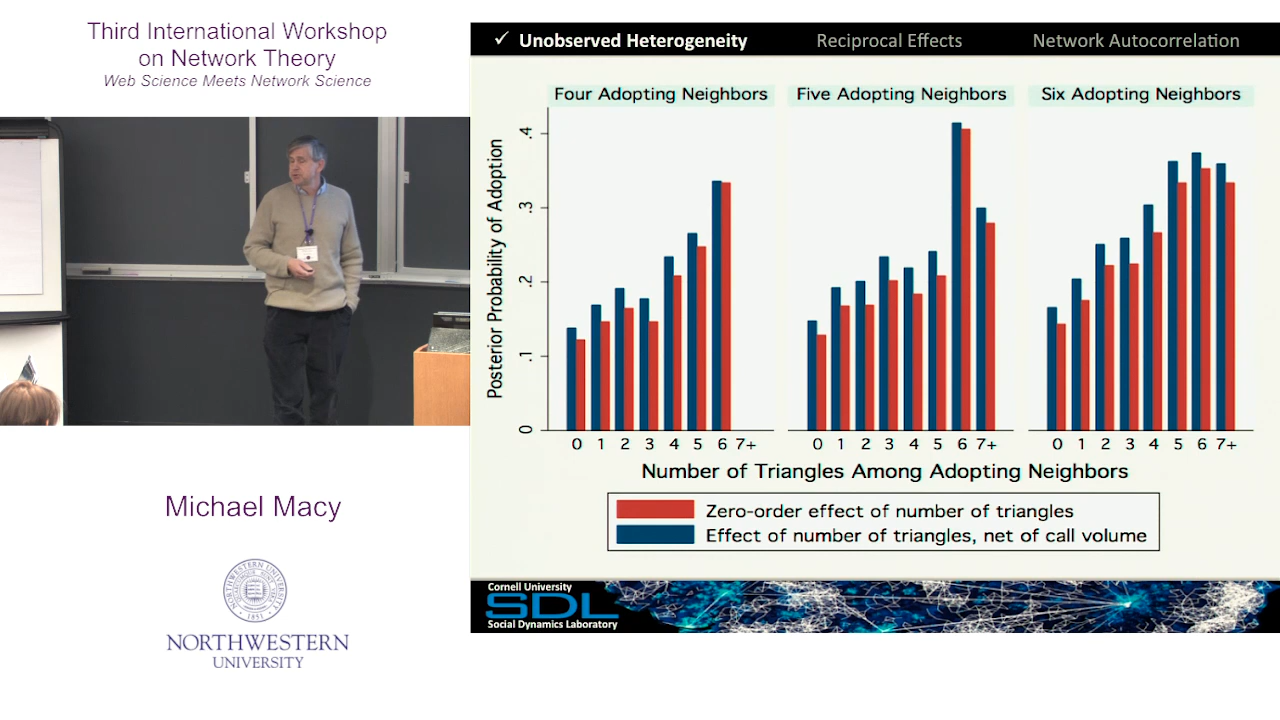 Third International Workshop
on Network Theory
Web Science Meets Network Science
✓ Unobserved Heterogeneity
Reciprocal Effects
Network Autocorrelation
Four Adopting Neighbors
Five Adopting Neighbors
Six Adopting Neighbors
Posterior Probability of Adoption
.4
.3
.2
.1
0
0 1 2 3 4 5 6 7+
0 1 2 3 4 5 6 7+
0 1 2 3 4 5 6 7+
Number of Triangles Among Adopting Neighbors
Zero-order effect of number of triangles
Effect of number of triangles, net of call volume
Cornell University
SDL
Social Dynamics Laboratory
Michael Macy
NORTHWESTERN
UNIVERSITY